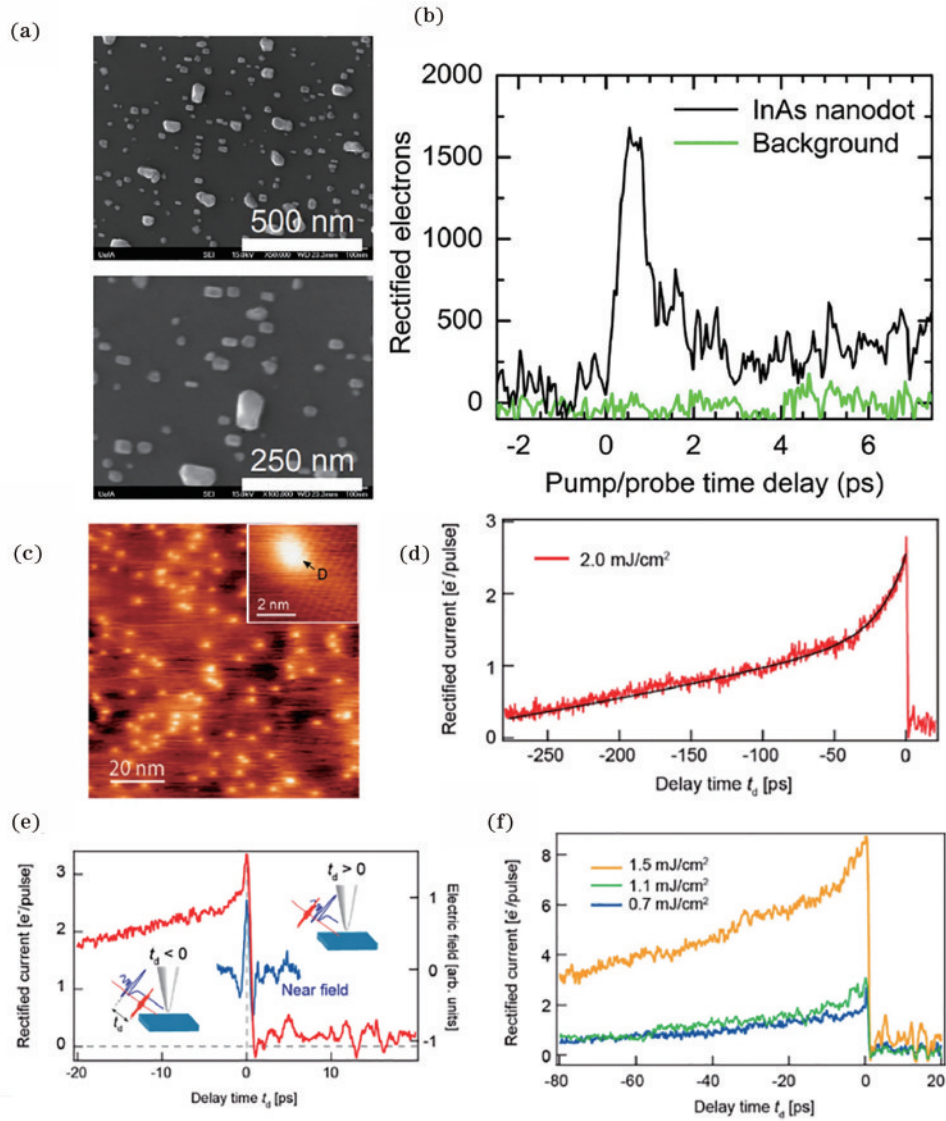 (a)
500 nm
250 nm
(b)
2000
1500
1000
500
0
Rectified electrons
InAs nanodot
Background
-2
0
2
4
6
Pump/probe time delay (ps)
(c)
D
2 nm
20 nm
(d)
3
2
1
0
Rectified current [e⁻/pulse]
2.0 mJ/cm²
-250
-200
-150
-100
-50
0
Delay time t_d [ps]
(e)
3
2
1
0
Rectified current [e⁻/pulse]
t_d > 0
t_d < 0
t_d
Near field
1
0
-1
Electric field [arb. units]
-20
-10
0
10
Delay time t_d [ps]
(f)
8
6
4
2
0
Rectified current [e⁻/pulse]
1.5 mJ/cm²
1.1 mJ/cm²
0.7 mJ/cm²
-80
-60
-40
-20
0
20
Delay time t_d [ps]